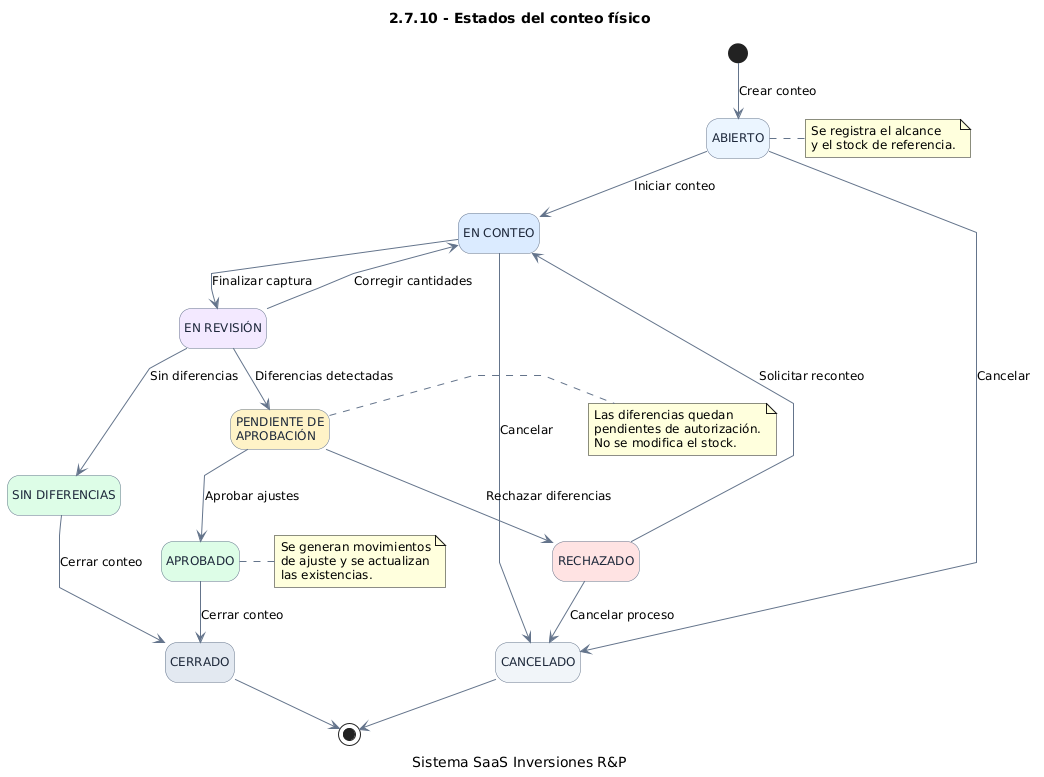 2.7.10 - Estados del conteo físico
Crear conteo
ABIERTO
Se registra el alcance
y el stock de referencia.
Iniciar conteo
EN CONTEO
Finalizar captura
Corregir cantidades
EN REVISIÓN
Sin diferencias
Diferencias detectadas
Solicitar reconteo
Cancelar
PENDIENTE DE
APROBACIÓN
Las diferencias quedan
pendientes de autorización.
No se modifica el stock.
Cancelar
SIN DIFERENCIAS
Aprobar ajustes
Rechazar diferencias
Cerrar conteo
APROBADO
Se generan movimientos
de ajuste y se actualizan
las existencias.
RECHAZADO
Cerrar conteo
Cancelar proceso
CERRADO
CANCELADO
Sistema SaaS Inversiones R&P